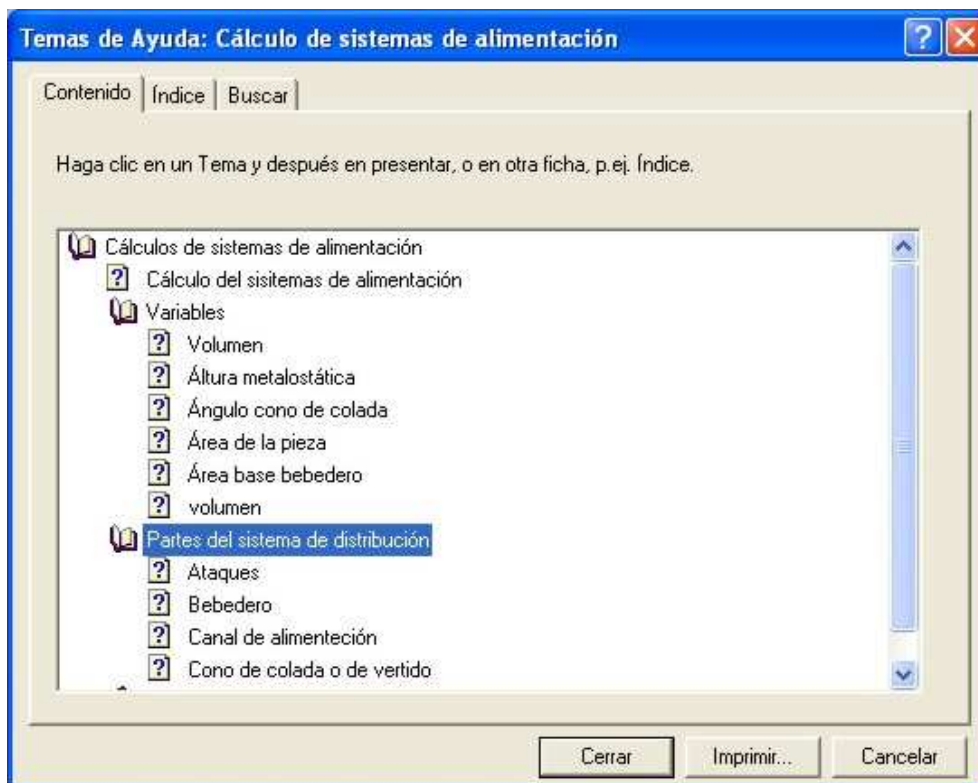 Temas de Ayuda: Cálculo de sistemas de alimentación
Contenido Índice Buscar
Haga clic en un Tema y después en presentar, o en otra ficha, p.ej. Índice.
Cálculos de sistemas de alimentación
Cálculo del sisitemas de alimentación
Variables
Volumen
Áltura metalostática
Ángulo cono de colada
Área de la pieza
Área base bebedero
volumen
Partes del sistema de distribución
Ataques
Bebedero
Canal de alimenteción
Cono de colada o de vertido
Cerrar Imprimir... Cancelar